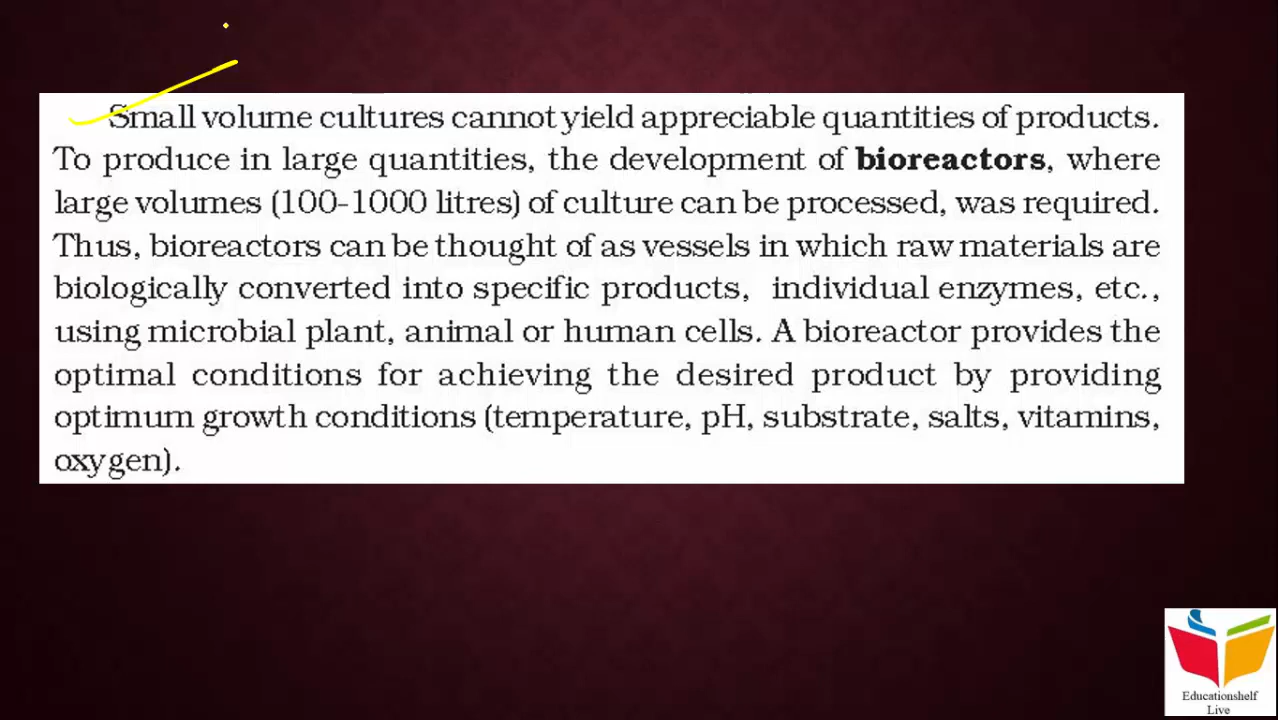 Small volume cultures cannot yield appreciable quantities of products.
To produce in large quantities, the development of bioreactors, where
large volumes (100-1000 litres) of culture can be processed, was required.
Thus, bioreactors can be thought of as vessels in which raw materials are
biologically converted into specific products, individual enzymes, etc.,
using microbial plant, animal or human cells. A bioreactor provides the
optimal conditions for achieving the desired product by providing
optimum growth conditions (temperature, pH, substrate, salts, vitamins,
oxygen).
Educationshelf
Live